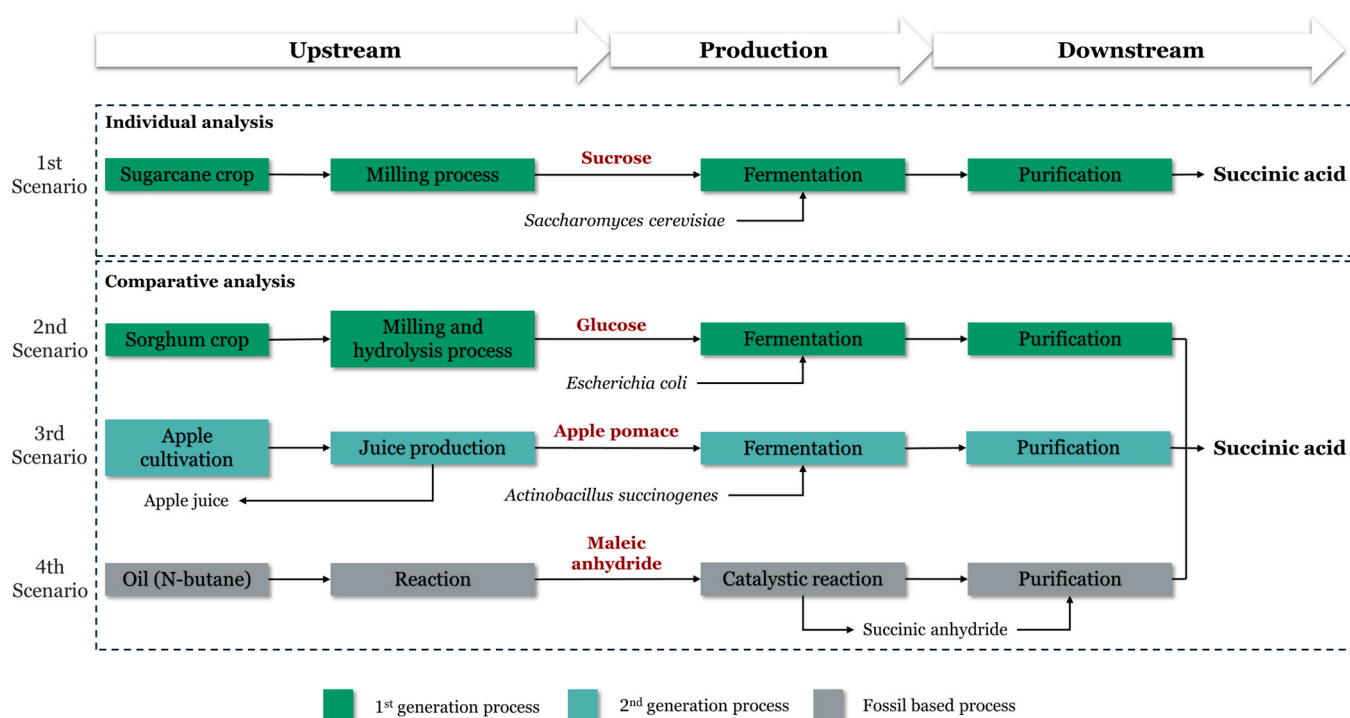 Upstream
Production
Downstream
Individual analysis
1st
Scenario
Sugarcane crop
Milling process
Sucrose
Fermentation
Purification
Succinic acid
Saccharomyces cerevisiae
Comparative analysis
2nd
Scenario
Sorghum crop
Milling and
hydrolysis process
Glucose
Fermentation
Purification
Escherichia coli
3rd
Scenario
Apple
cultivation
Juice production
Apple pomace
Fermentation
Purification
Succinic acid
Apple juice
Actinobacillus succinogenes
4th
Scenario
Oil (N-butane)
Reaction
Maleic
anhydride
Catalystic reaction
Purification
Succinic anhydride
1st generation process
2nd generation process
Fossil based process